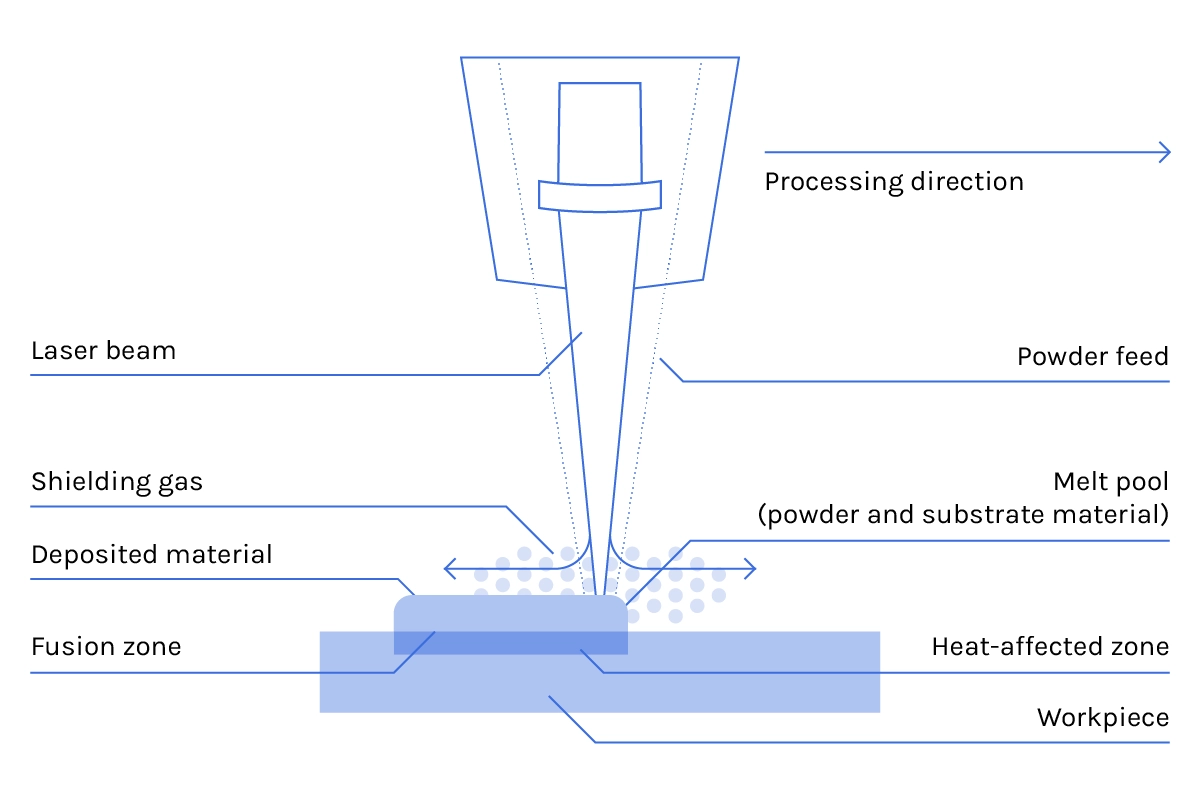 Processing direction
Laser beam
Powder feed
Shielding gas
Melt pool
(powder and substrate material)
Deposited material
Fusion zone
Heat-affected zone
Workpiece